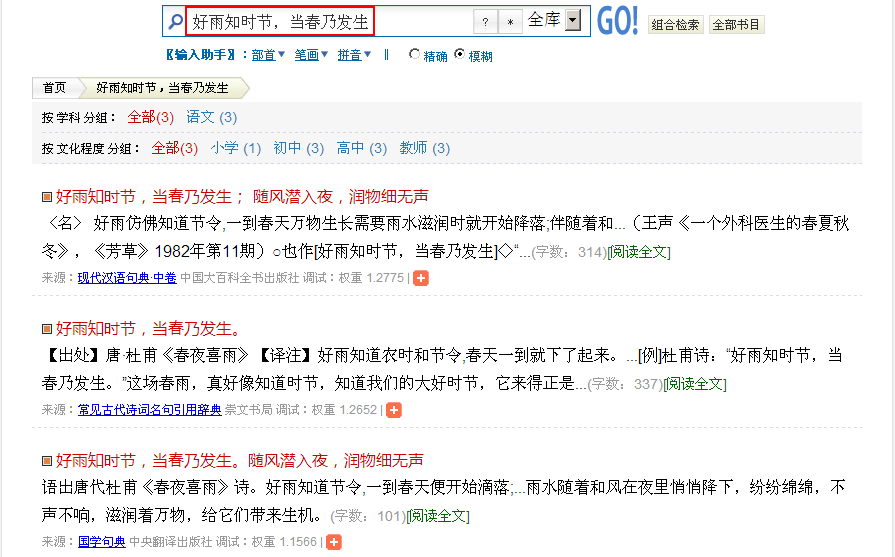 好雨知时节，当春乃发生 ? * 全库 GO! 组合检索 全部书目
【输入助手】： 部首 笔画 拼音 ‖ 精确 模糊
首页 好雨知时节，当春乃发生
按 学科 分组： 全部(3) 语文 (3)
按 文化程度 分组： 全部(3) 小学 (1) 初中 (3) 高中 (3) 教师 (3)
好雨知时节，当春乃发生； 随风潜入夜，润物细无声
〈名〉 好雨仿佛知道节令,一到春天万物生长需要雨水滋润时就开始降落;伴随着和...（王声《一个外科医生的春夏秋
冬》，《芳草》1982年第11期）○也作[好雨知时节，当春乃发生]◇“...(字数：314)[阅读全文]
来源：现代汉语句典·中卷 中国大百科全书出版社 调试：权重 1.2775 | +
好雨知时节，当春乃发生。
【出处】唐·杜甫《春夜喜雨》【译注】好雨知道农时和节令,春天一到就下了起来。...[例]杜甫诗：“好雨知时节，当
春乃发生。”这场春雨，真好像知道时节，知道我们的大好时节，它来得正是...(字数：337)[阅读全文]
来源：常见古代诗词名句引用辞典 崇文书局 调试：权重 1.2652 | +
好雨知时节，当春乃发生。随风潜入夜，润物细无声
语出唐代杜甫《春夜喜雨》诗。好雨知道节令,一到春天便开始滴落;...雨水随着和风在夜里悄悄降下，纷纷绵绵，不
声不响，滋润着万物，给它们带来生机。(字数：101)[阅读全文]
来源：国学句典 中央翻译出版社 调试：权重 1.1566 | +